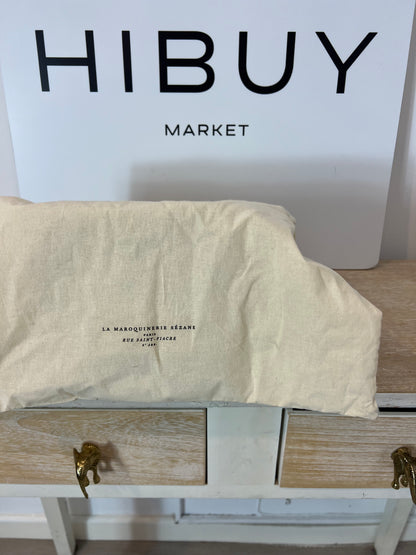 HIBUY
MARKET
LA MAROQUINERIE SÉZANE
PARIS
RUE SAINT-FIACRE